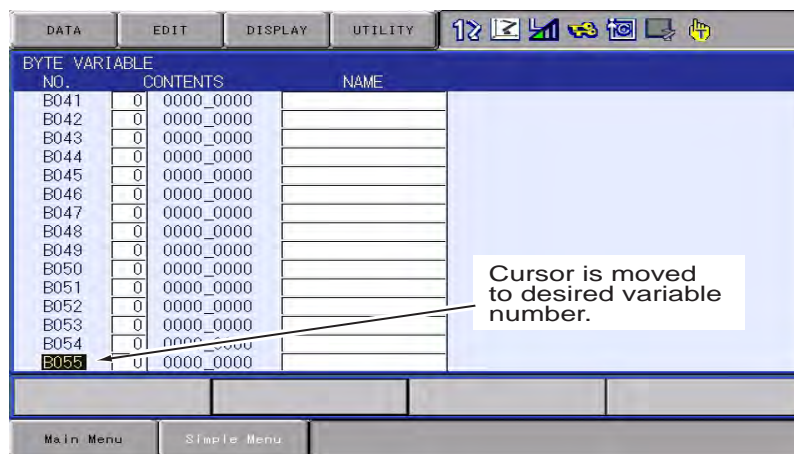 DATA EDIT DISPLAY UTILITY
BYTE VARIABLE
NO. CONTENTS NAME
B041 0 0000_0000
B042 0 0000_0000
B043 0 0000_0000
B044 0 0000_0000
B045 0 0000_0000
B046 0 0000_0000
B047 0 0000_0000
B048 0 0000_0000
B049 0 0000_0000
B050 0 0000_0000
B051 0 0000_0000
B052 0 0000_0000
B053 0 0000_0000
B054 0 0000_0000
B055 0 0000_0000
Cursor is moved
to desired variable
number.
Main Menu Simple Menu